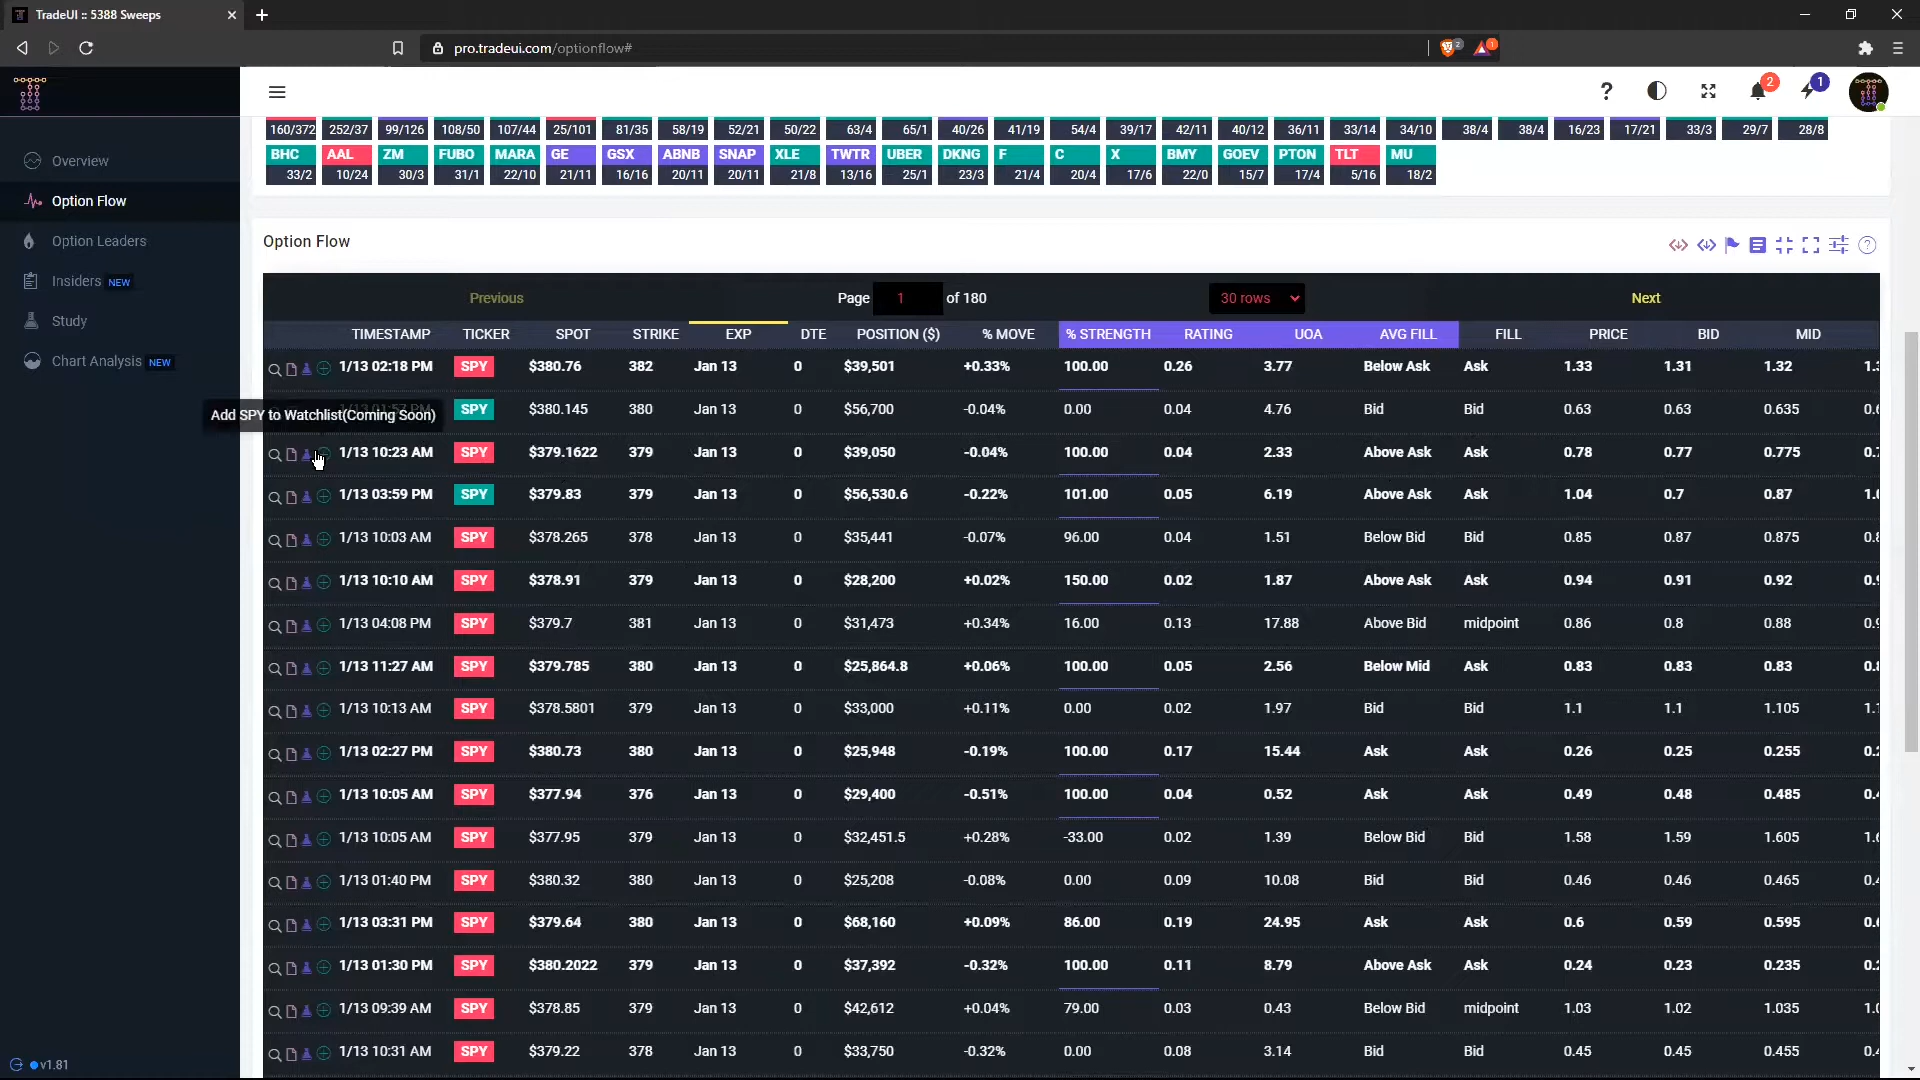 TradeUI :: 5388 Sweeps
pro.tradeui.com/optionflow#
2
1
? 2 1
160/372 252/37 99/126 108/50 107/44 25/101 81/35 58/19 52/21 50/22 63/4 65/1 40/26 41/19 54/4 39/17 42/11 40/12 36/11 33/14 34/10 38/4 38/4 16/23 17/21 33/3 29/7 28/8
BHC AAL ZM FUBO MARA GE GSX ABNB SNAP XLE TWTR UBER DKNG F C X BMY GOEV PTON TLT MU
33/2 10/24 30/3 31/1 22/10 21/11 16/16 20/11 20/11 21/8 13/16 25/1 23/3 21/4 20/4 17/6 22/0 15/7 17/4 5/16 18/2
Overview
Option Flow
Option Leaders
Insiders NEW
Study
Chart Analysis NEW
v1.81
Option Flow
Previous Page 1 of 180 30 rows Next
TIMESTAMP TICKER SPOT STRIKE EXP DTE POSITION ($) % MOVE % STRENGTH RATING UOA AVG FILL FILL PRICE BID MID
1/13 02:18 PM SPY $380.76 382 Jan 13 0 $39,501 +0.33% 100.00 0.26 3.77 Below Ask Ask 1.33 1.31 1.32
SPY $380.145 380 Jan 13 0 $56,700 -0.04% 0.00 0.04 4.76 Bid Bid 0.63 0.63 0.635
Add SPY to Watchlist(Coming Soon)
1/13 10:23 AM SPY $379.1622 379 Jan 13 0 $39,050 -0.04% 100.00 0.04 2.33 Above Ask Ask 0.78 0.77 0.775
1/13 03:59 PM SPY $379.83 379 Jan 13 0 $56,530.6 -0.22% 101.00 0.05 6.19 Above Ask Ask 1.04 0.7 0.87
1/13 10:03 AM SPY $378.265 378 Jan 13 0 $35,441 -0.07% 96.00 0.04 1.51 Below Bid Bid 0.85 0.87 0.875
1/13 10:10 AM SPY $378.91 379 Jan 13 0 $28,200 +0.02% 150.00 0.02 1.87 Above Ask Ask 0.94 0.91 0.92
1/13 04:08 PM SPY $379.7 381 Jan 13 0 $31,473 +0.34% 16.00 0.13 17.88 Above Bid midpoint 0.86 0.8 0.88
1/13 11:27 AM SPY $379.785 380 Jan 13 0 $25,864.8 +0.06% 100.00 0.05 2.56 Below Mid Ask 0.83 0.83 0.83
1/13 10:13 AM SPY $378.5801 379 Jan 13 0 $33,000 +0.11% 0.00 0.02 1.97 Bid Bid 1.1 1.1 1.105
1/13 02:27 PM SPY $380.73 380 Jan 13 0 $25,948 -0.19% 100.00 0.17 15.44 Ask Ask 0.26 0.25 0.255
1/13 10:05 AM SPY $377.94 376 Jan 13 0 $29,400 -0.51% 100.00 0.04 0.52 Ask Ask 0.49 0.48 0.485
1/13 10:05 AM SPY $377.95 379 Jan 13 0 $32,451.5 +0.28% -33.00 0.02 1.39 Below Bid Bid 1.58 1.59 1.605
1/13 01:40 PM SPY $380.32 380 Jan 13 0 $25,208 -0.08% 0.00 0.09 10.08 Bid Bid 0.46 0.46 0.465
1/13 03:31 PM SPY $379.64 380 Jan 13 0 $68,160 +0.09% 86.00 0.19 24.95 Ask Ask 0.6 0.59 0.595
1/13 01:30 PM SPY $380.2022 379 Jan 13 0 $37,392 -0.32% 100.00 0.11 8.79 Above Ask Ask 0.24 0.23 0.235
1/13 09:39 AM SPY $378.85 379 Jan 13 0 $42,612 +0.04% 79.00 0.03 0.43 Below Bid midpoint 1.03 1.02 1.035
1/13 10:31 AM SPY $379.22 378 Jan 13 0 $33,750 -0.32% 0.00 0.08 3.14 Bid Bid 0.45 0.45 0.455